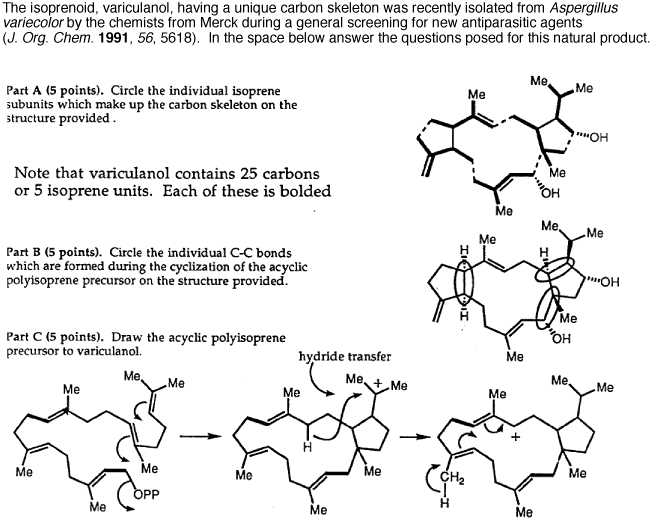 The isoprenoid, variculanol, having a unique carbon skeleton was recently isolated from Aspergillus
variecolor by the chemists from Merck during a general screening for new antiparasitic agents
(J. Org. Chem. 1991, 56, 5618). In the space below answer the questions posed for this natural product.
Part A (5 points). Circle the individual isoprene
subunits which make up the carbon skeleton on the
structure provided .
Me
Me
Me
OH
Me
OH
Me
Note that variculanol contains 25 carbons
or 5 isoprene units. Each of these is bolded
Part B (5 points). Circle the individual C-C bonds
which are formed during the cyclization of the acyclic
polyisoprene precursor on the structure provided.
Me
Me
Me
H
H
OH
H
Me
OH
Me
Part C (5 points). Draw the acyclic polyisoprene
precursor to variculanol.
hydride transfer
Me
Me
Me
Me
Me
Me
OPP
Me
Me + Me
H
Me
Me
Me
Me
Me
Me
+
CH2
H
Me
Me